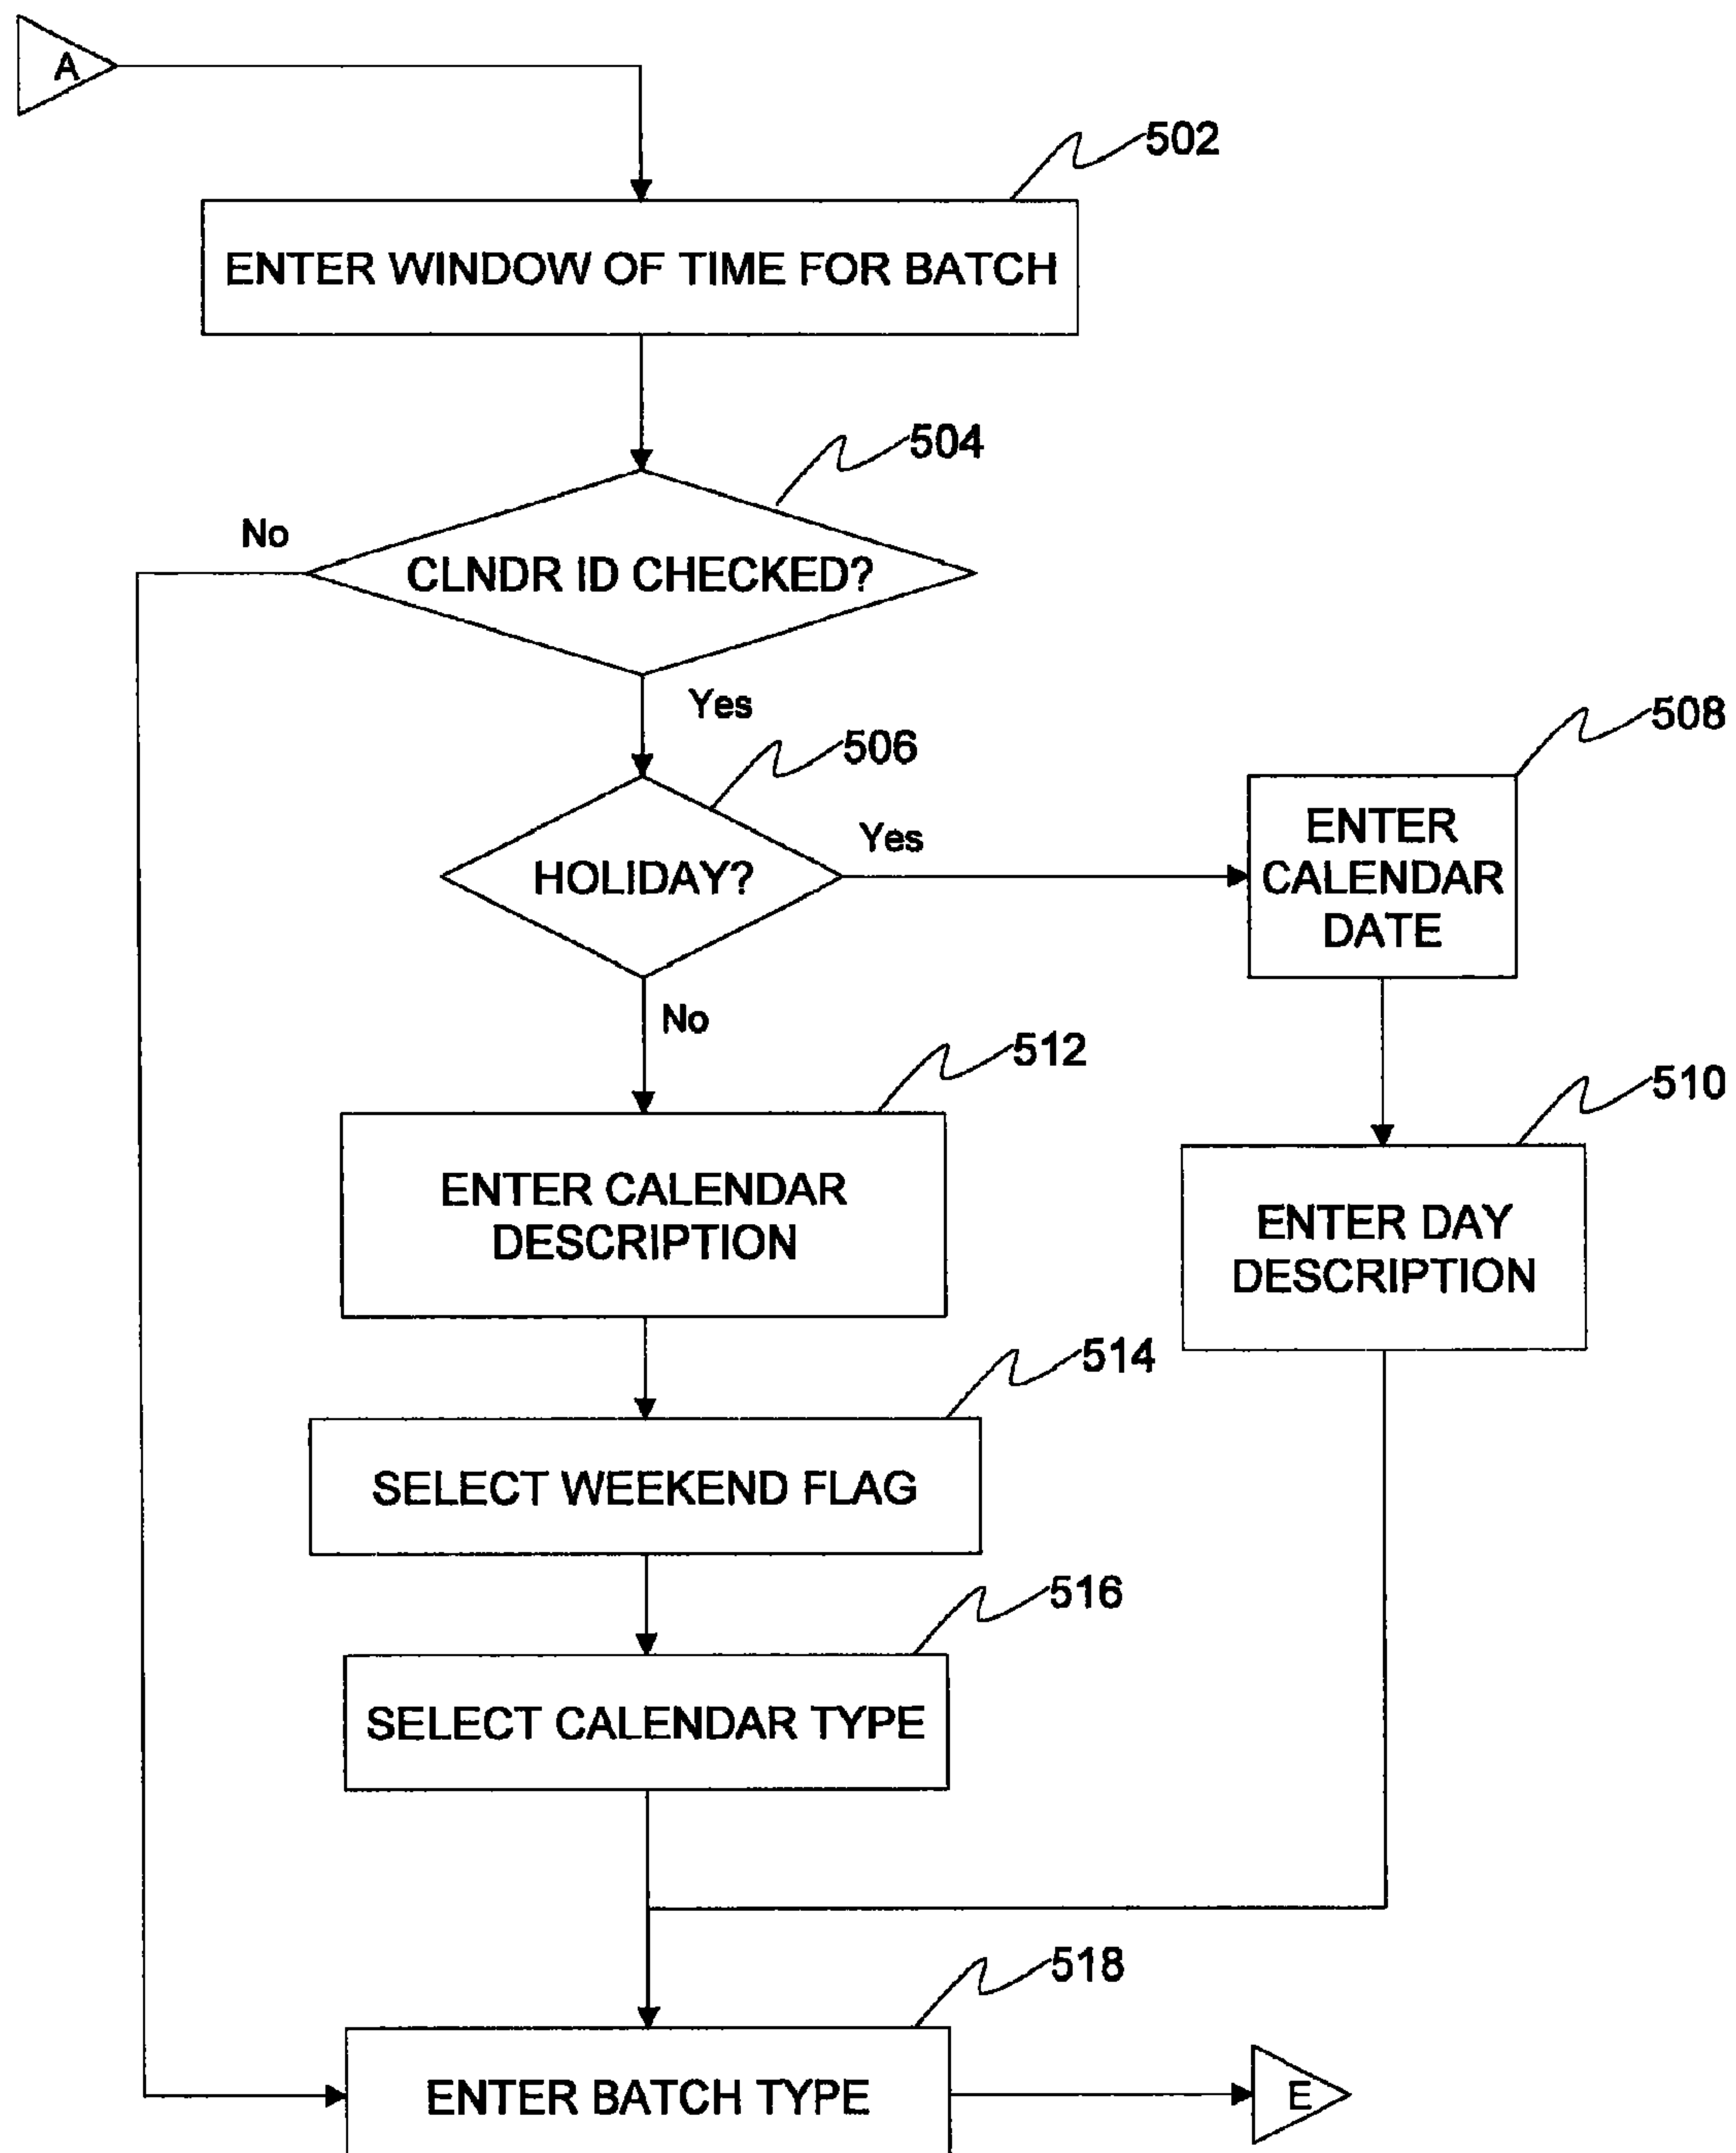 A
502
ENTER WINDOW OF TIME FOR BATCH
504
No
CLNDR ID CHECKED?
Yes
506
508
HOLIDAY?
Yes
ENTER
CALENDAR
DATE
No
512
510
ENTER CALENDAR
DESCRIPTION
ENTER DAY
DESCRIPTION
514
SELECT WEEKEND FLAG
516
SELECT CALENDAR TYPE
518
ENTER BATCH TYPE
E